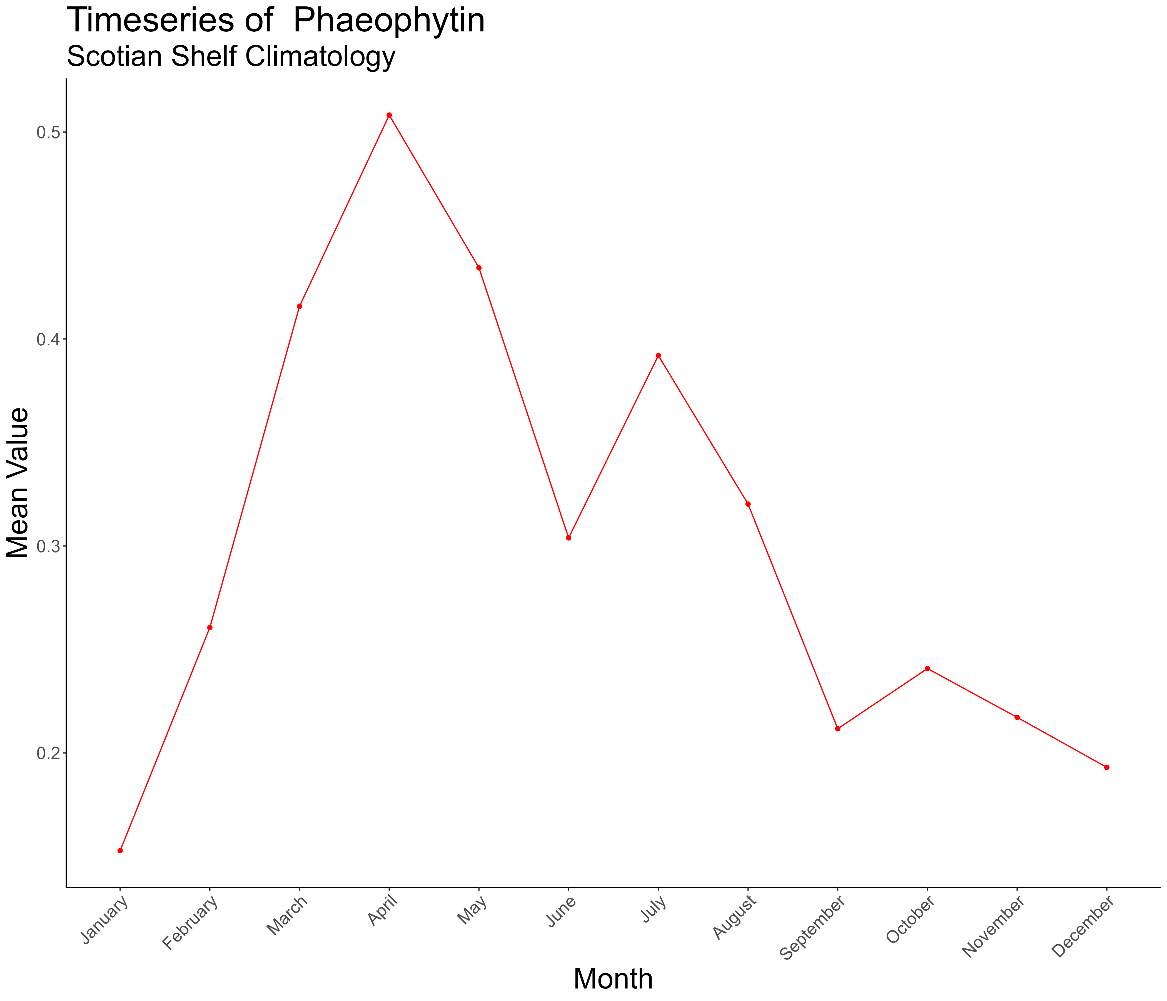 Timeseries of  Phaeophytin
Scotian Shelf Climatology
Mean Value
0.5
0.4
0.3
0.2
January
February
March
April
May
June
July
August
September
October
November
December
Month